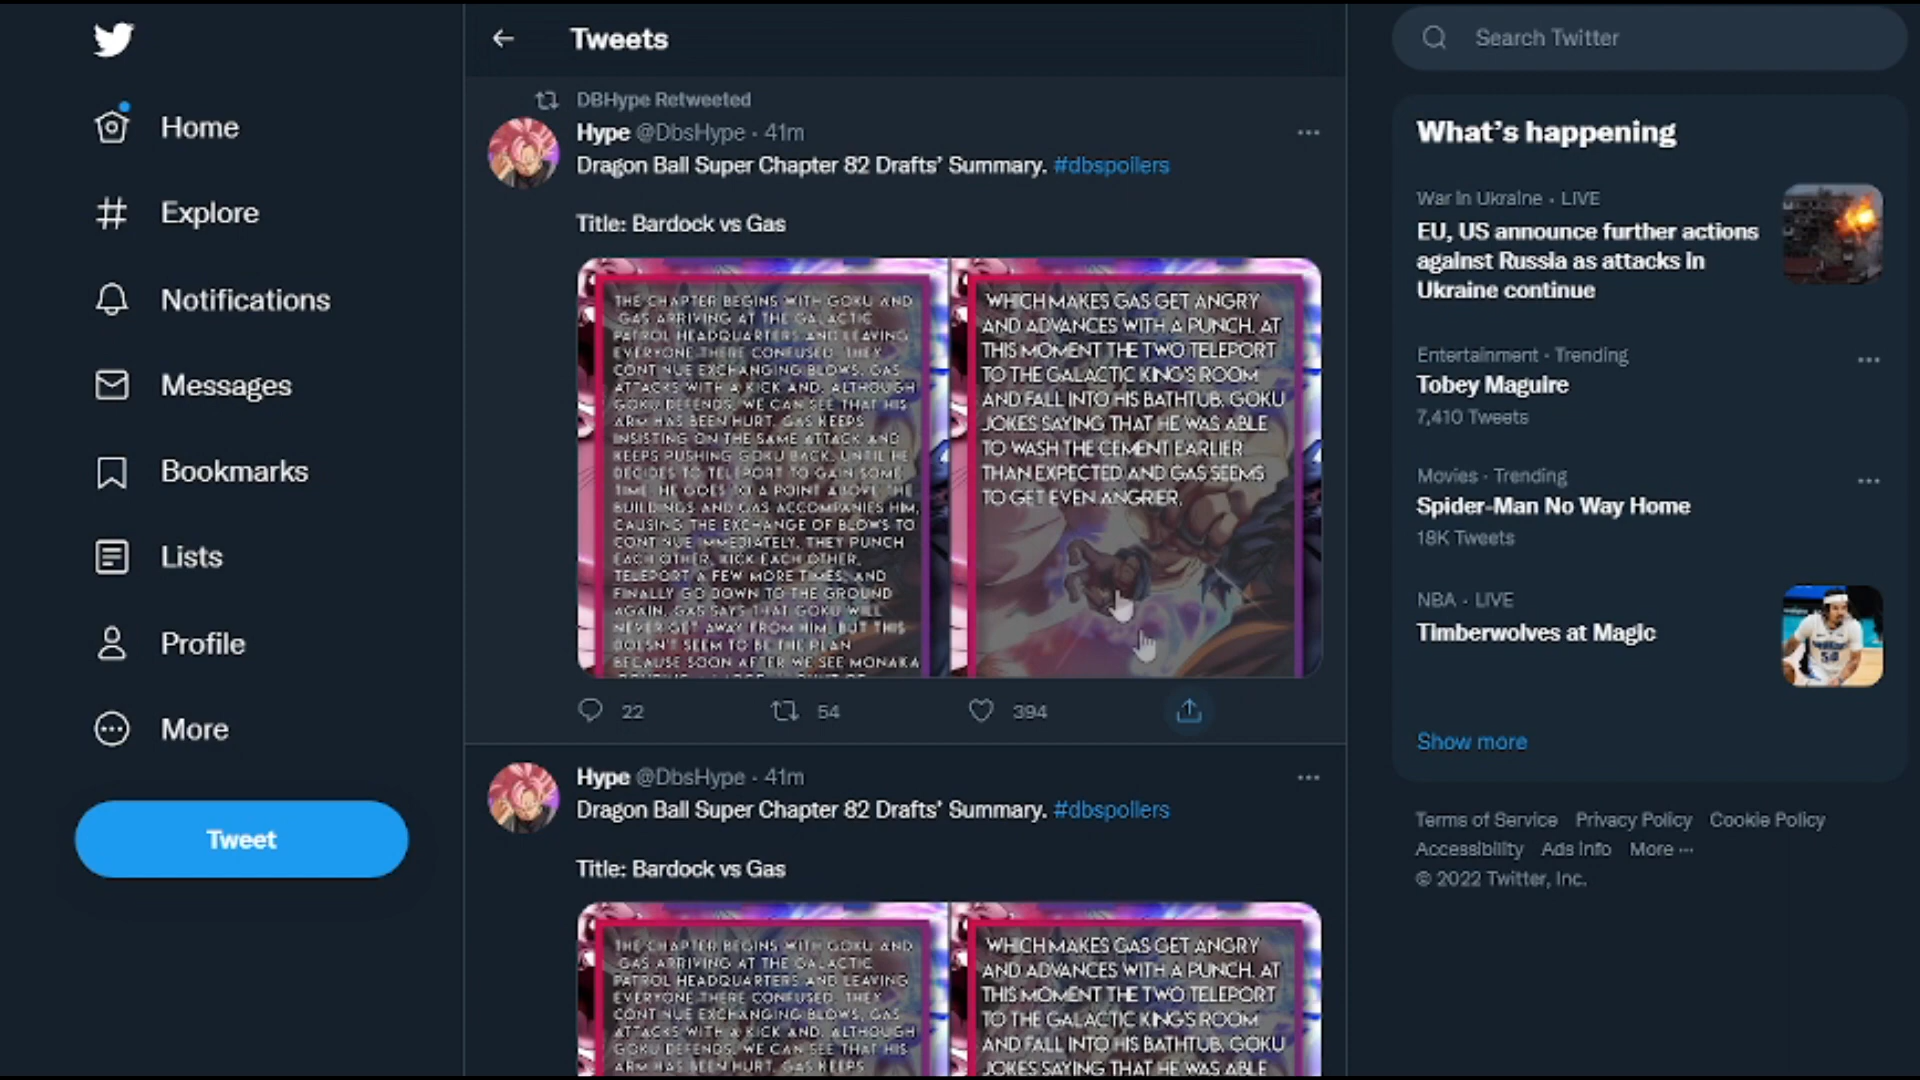 Home
Explore
Notifications
Messages
Bookmarks
Lists
Profile
More
Tweet
Tweets
DBHype Retweeted
Hype @DbsHype · 41m
Dragon Ball Super Chapter 82 Drafts' Summary. #dbspoilers
Title: Bardock vs Gas
THE CHAPTER BEGINS WITH GOKU AND
GAS ARRIVING AT THE GALACTIC
PATROL HEADQUARTERS AND LEAVING
EVERYONE THERE CONFUSED. THEY
CONTINUE EXCHANGING BLOWS, GAS
ATTACKS WITH A KICK AND, ALTHOUGH
GOKU DEFENDS, WE CAN SEE THAT HIS
ARM HAS BEEN HURT. GAS KEEPS
INSISTING ON THE SAME ATTACK AND
KEEPS PUSHING GOKU BACK, UNTIL HE
DECIDES TO TELEPORT TO GAIN SOME
TIME. HE GOES TO A POINT ABOVE THE
BUILDINGS AND GAS ACCOMPANIES HIM,
CAUSING THE EXCHANGE OF BLOWS TO
CONTINUE IMMEDIATELY, THEY PUNCH
EACH OTHER, KICK EACH OTHER,
TELEPORT A FEW MORE TIMES, AND
FINALLY GO DOWN TO THE GROUND
AGAIN. GAS SAYS THAT GOKU WILL
NEVER GET AWAY FROM HIM, BUT THIS
DOESN'T SEEM TO BE THE PLAN
BECAUSE SOON AFTER WE SEE MONAKA
WHICH MAKES GAS GET ANGRY
AND ADVANCES WITH A PUNCH. AT
THIS MOMENT THE TWO TELEPORT
TO THE GALACTIC KING'S ROOM
AND FALL INTO HIS BATHTUB. GOKU
JOKES SAYING THAT HE WAS ABLE
TO WASH THE CEMENT EARLIER
THAN EXPECTED AND GAS SEEMS
TO GET EVEN ANGRIER.
22
54
394
Hype @DbsHype · 41m
Dragon Ball Super Chapter 82 Drafts' Summary. #dbspoilers
Title: Bardock vs Gas
THE CHAPTER BEGINS WITH GOKU AND
GAS ARRIVING AT THE GALACTIC
PATROL HEADQUARTERS AND LEAVING
EVERYONE THERE CONFUSED. THEY
CONTINUE EXCHANGING BLOWS, GAS
ATTACKS WITH A KICK AND, ALTHOUGH
GOKU DEFENDS, WE CAN SEE THAT HIS
ARM HAS BEEN HURT. GAS KEEPS
WHICH MAKES GAS GET ANGRY
AND ADVANCES WITH A PUNCH. AT
THIS MOMENT THE TWO TELEPORT
TO THE GALACTIC KING'S ROOM
AND FALL INTO HIS BATHTUB. GOKU
JOKES SAYING THAT HE WAS ABLE
Search Twitter
What's happening
War in Ukraine · LIVE
EU, US announce further actions
against Russia as attacks in
Ukraine continue
Entertainment · Trending
Tobey Maguire
7,410 Tweets
Movies · Trending
Spider-Man No Way Home
18K Tweets
NBA · LIVE
Timberwolves at Magic
Show more
Terms of Service Privacy Policy Cookie Policy
Accessibility Ads info More ···
© 2022 Twitter, Inc.